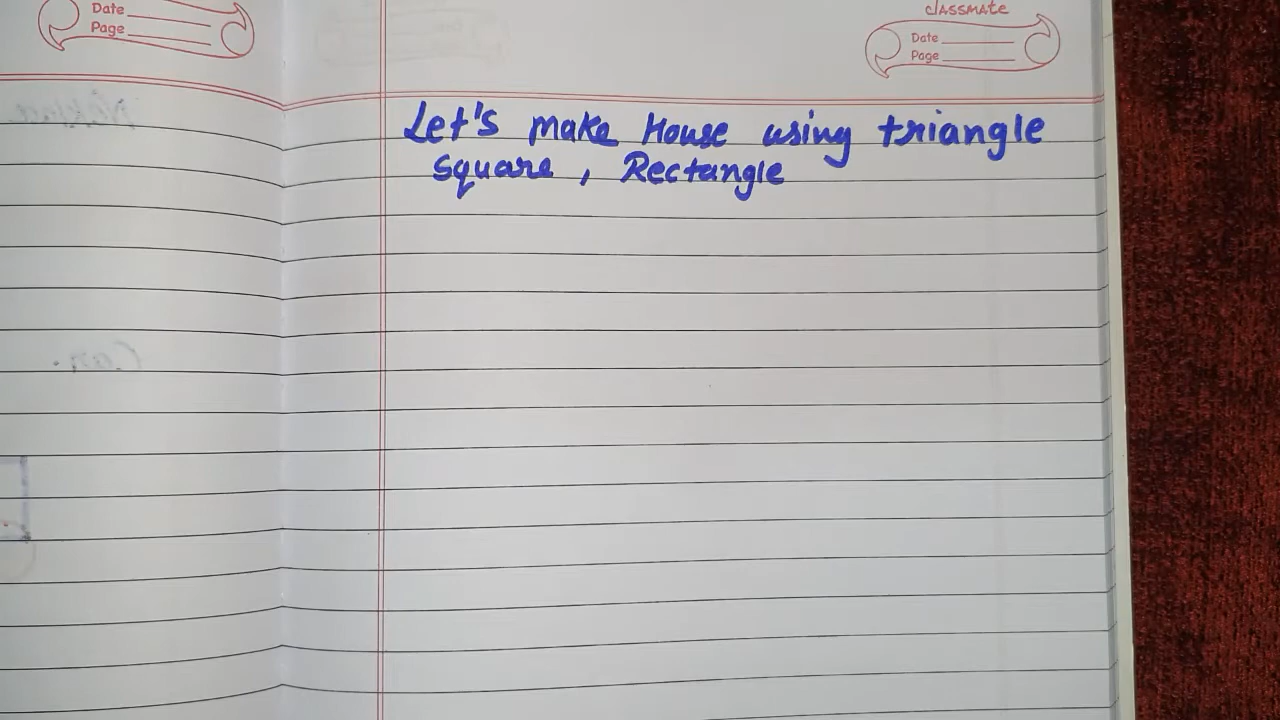 Date
Page
classmate
Date
Page
Let's make House using triangle
square, Rectangle